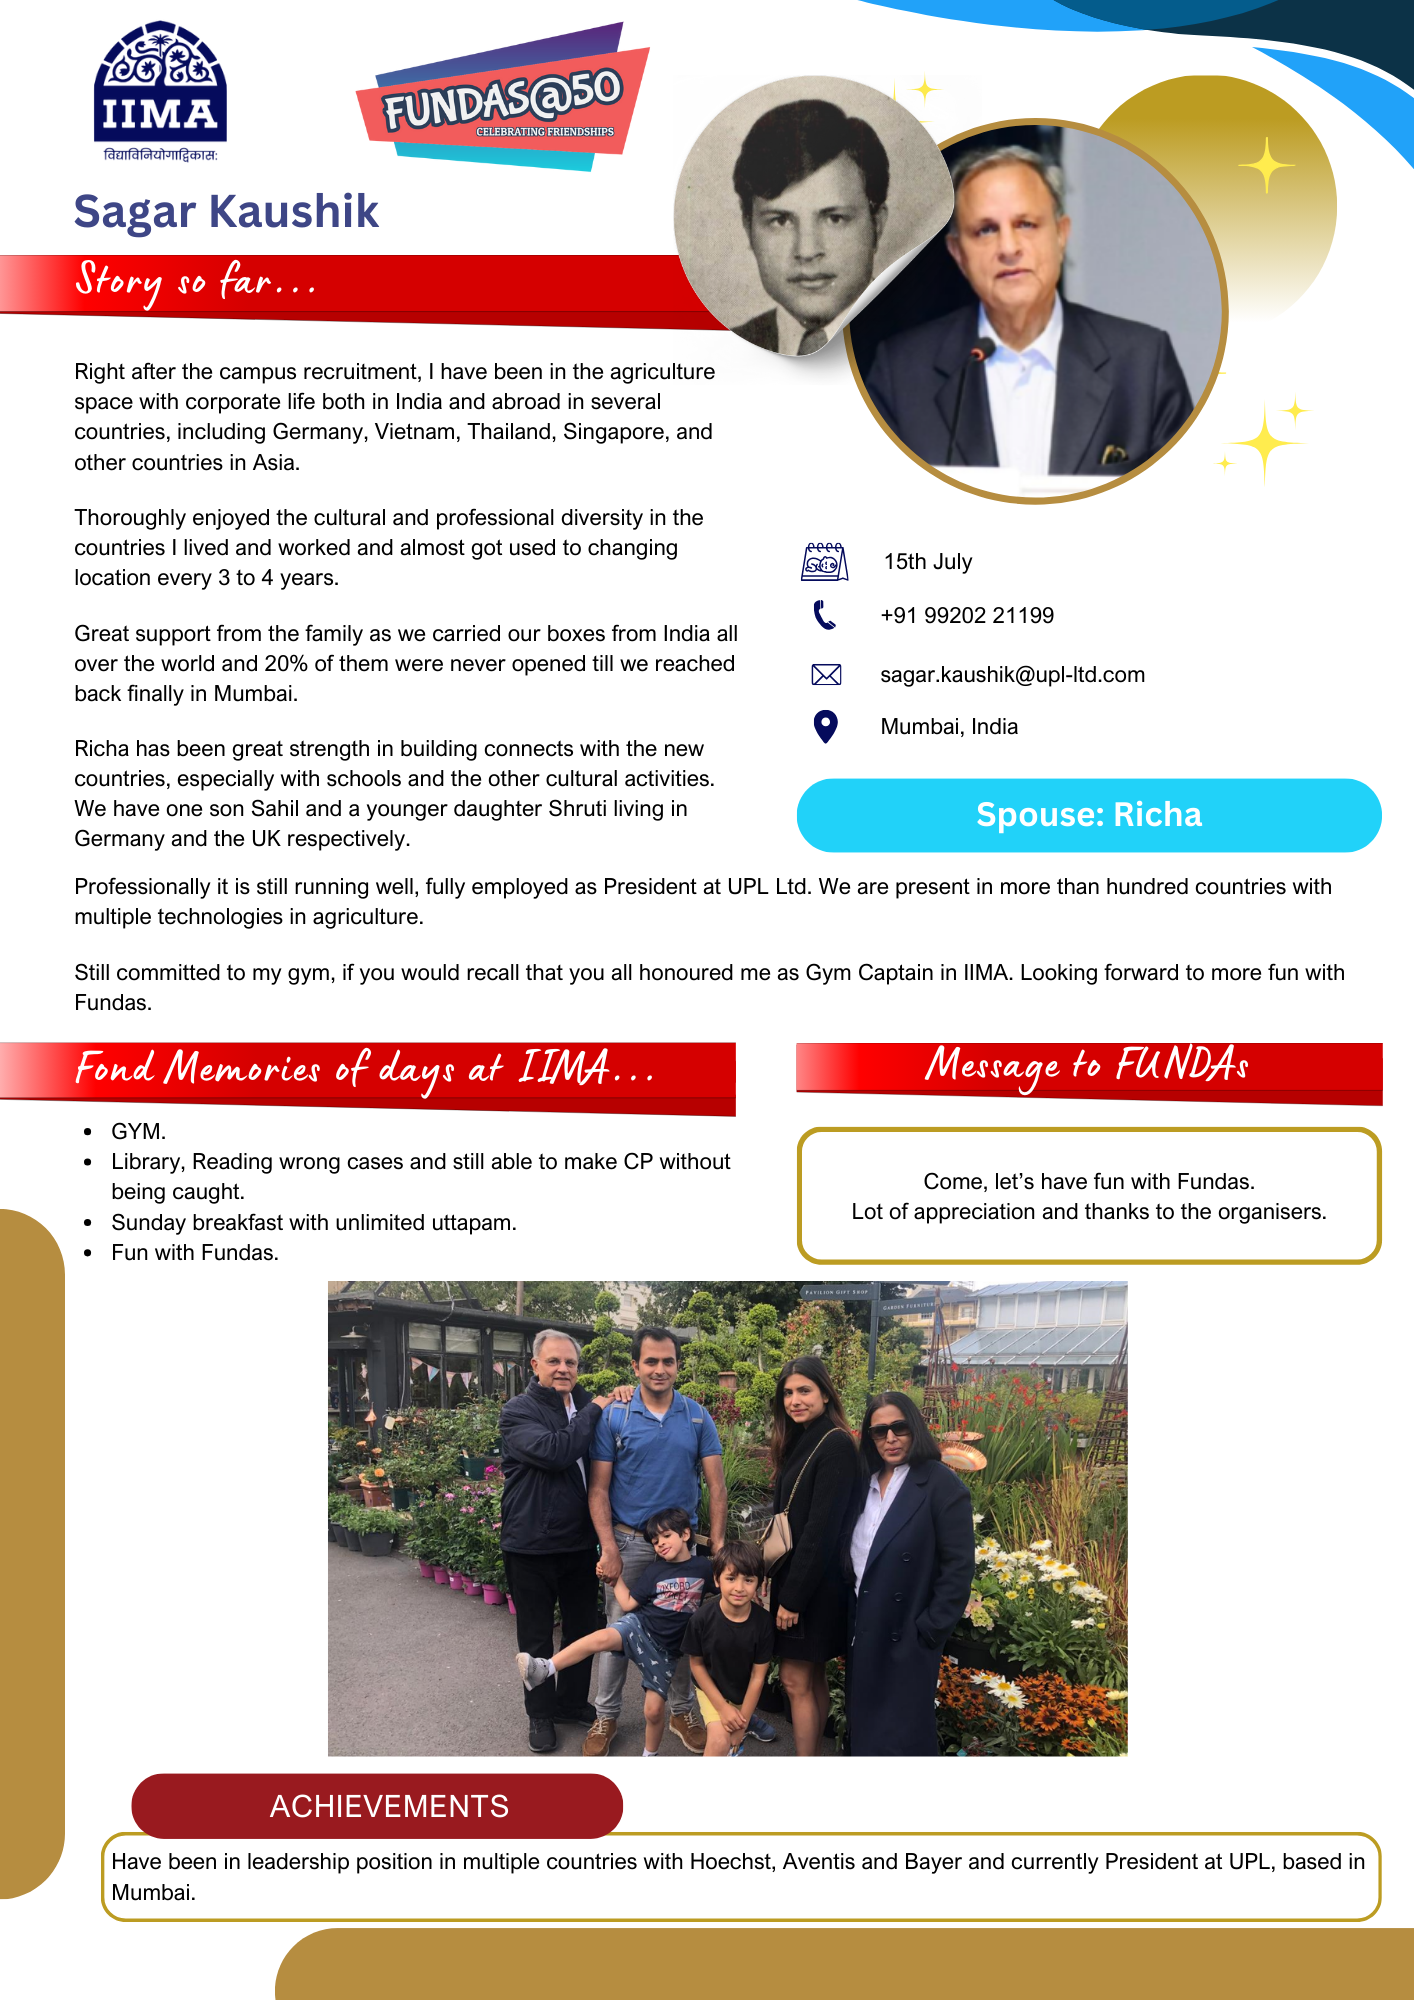 IIMA
विद्याविनियोगाद्विकास:
FUNDAS@50
CELEBRATING FRIENDSHIPS
Sagar Kaushik
Story so far...
Right after the campus recruitment, I have been in the agriculture
space with corporate life both in India and abroad in several
countries, including Germany, Vietnam, Thailand, Singapore, and
other countries in Asia.
Thoroughly enjoyed the cultural and professional diversity in the
countries I lived and worked and almost got used to changing
location every 3 to 4 years.
Great support from the family as we carried our boxes from India all
over the world and 20% of them were never opened till we reached
back finally in Mumbai.
Richa has been great strength in building connects with the new
countries, especially with schools and the other cultural activities.
We have one son Sahil and a younger daughter Shruti living in
Germany and the UK respectively.
15th July
+91 99202 21199
sagar.kaushik@upl-ltd.com
Mumbai, India
Spouse: Richa
Professionally it is still running well, fully employed as President at UPL Ltd. We are present in more than hundred countries with
multiple technologies in agriculture.
Still committed to my gym, if you would recall that you all honoured me as Gym Captain in IIMA. Looking forward to more fun with
Fundas.
Fond Memories of days at IIMA...
• GYM.
• Library, Reading wrong cases and still able to make CP without
being caught.
• Sunday breakfast with unlimited uttapam.
• Fun with Fundas.
Message to FUNDAs
Come, let's have fun with Fundas.
Lot of appreciation and thanks to the organisers.
PAVILION GIFT SHOP
GARDEN FURNITURE
OXFORD
ACHIEVEMENTS
Have been in leadership position in multiple countries with Hoechst, Aventis and Bayer and currently President at UPL, based in
Mumbai.